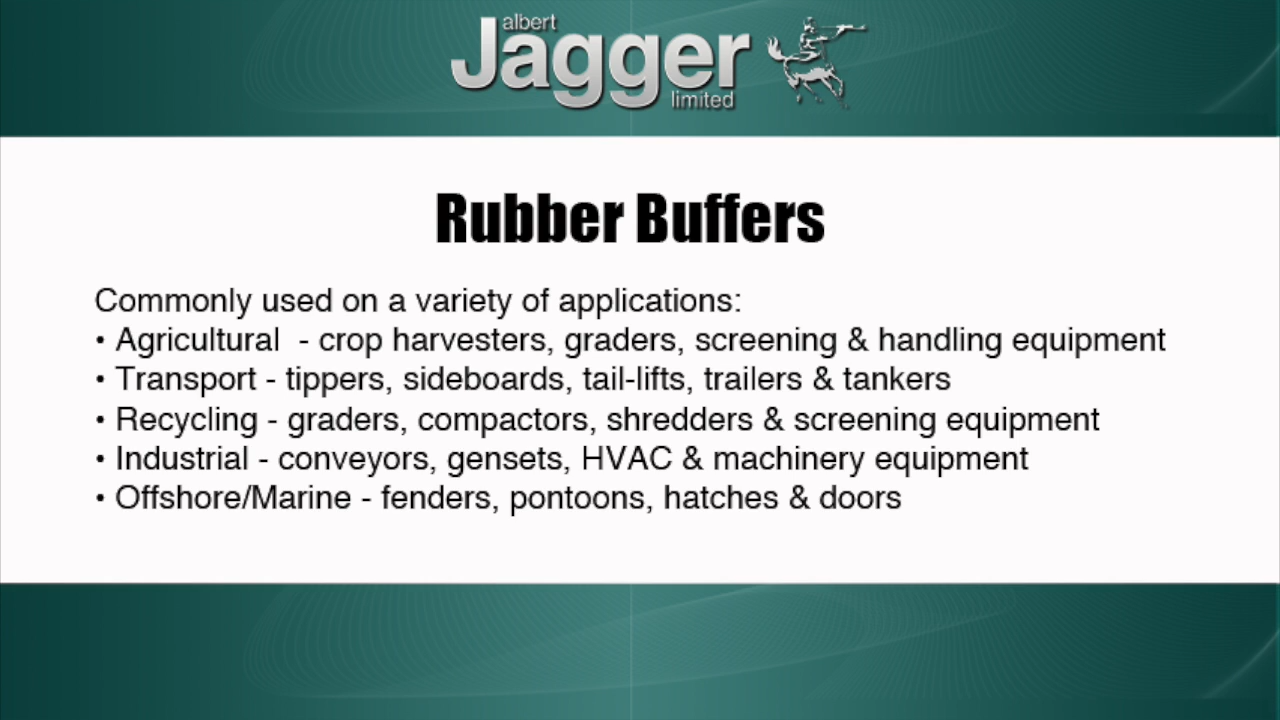 albert
Jagger
limited
Rubber Buffers
Commonly used on a variety of applications:
• Agricultural  - crop harvesters, graders, screening & handling equipment
• Transport - tippers, sideboards, tail-lifts, trailers & tankers
• Recycling - graders, compactors, shredders & screening equipment
• Industrial - conveyors, gensets, HVAC & machinery equipment
• Offshore/Marine - fenders, pontoons, hatches & doors